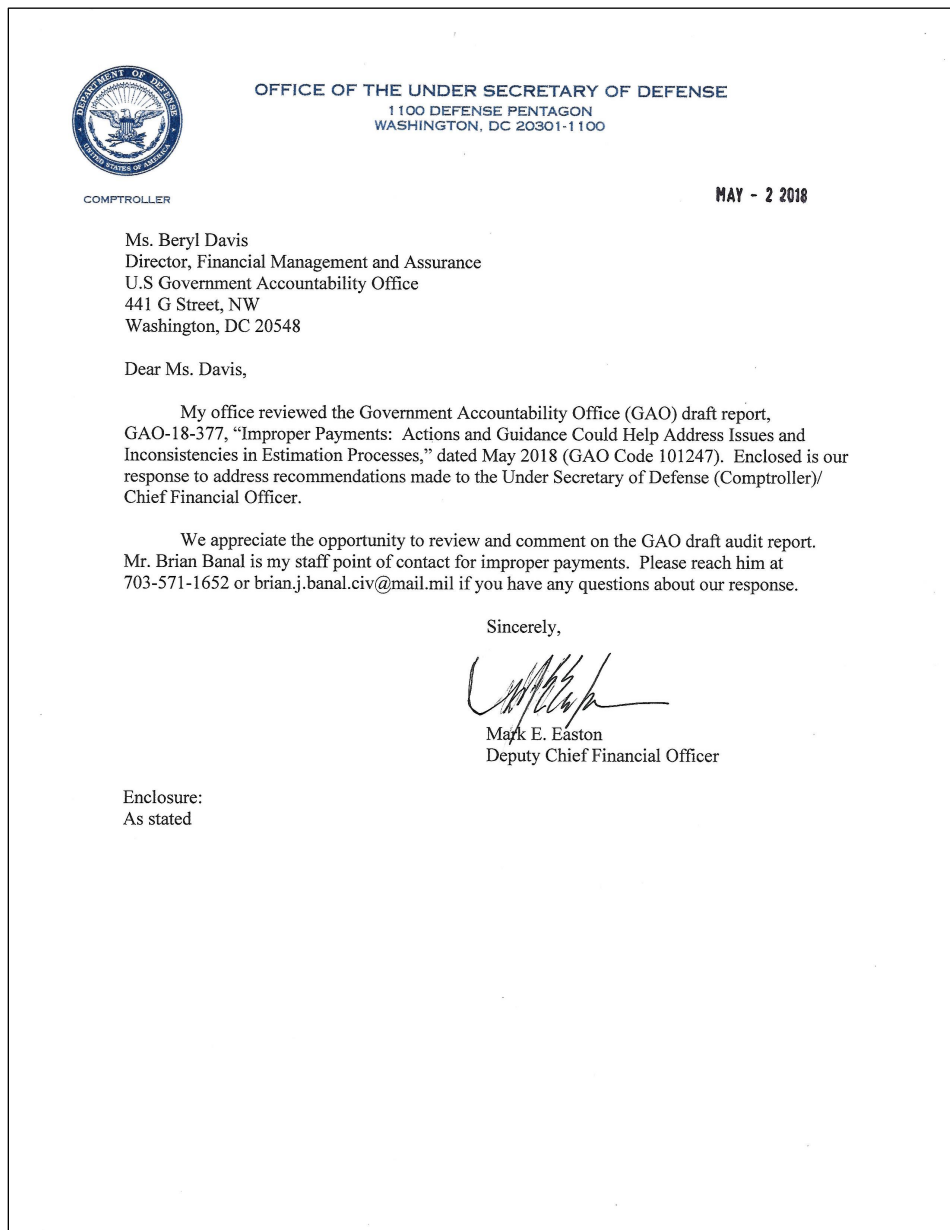 DEPARTMENT OF DEFENSE
UNITED STATES OF AMERICA
OFFICE OF THE UNDER SECRETARY OF DEFENSE
1100 DEFENSE PENTAGON
WASHINGTON, DC 20301-1100
COMPTROLLER
MAY - 2 2018
Ms. Beryl Davis
Director, Financial Management and Assurance
U.S Government Accountability Office
441 G Street, NW
Washington, DC 20548
Dear Ms. Davis,
My office reviewed the Government Accountability Office (GAO) draft report,
GAO-18-377, “Improper Payments:  Actions and Guidance Could Help Address Issues and
Inconsistencies in Estimation Processes,” dated May 2018 (GAO Code 101247).  Enclosed is our
response to address recommendations made to the Under Secretary of Defense (Comptroller)/
Chief Financial Officer.
We appreciate the opportunity to review and comment on the GAO draft audit report.
Mr. Brian Banal is my staff point of contact for improper payments.  Please reach him at
703-571-1652 or brian.j.banal.civ@mail.mil if you have any questions about our response.
Sincerely,
Mark E. Easton
Deputy Chief Financial Officer
Enclosure:
As stated